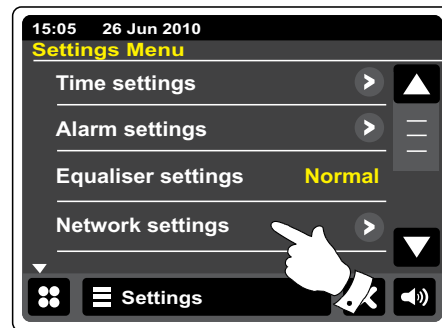 15:05 26 Jun 2010
Settings Menu
Time settings
Alarm settings
Equaliser settings Normal
Network settings
Settings